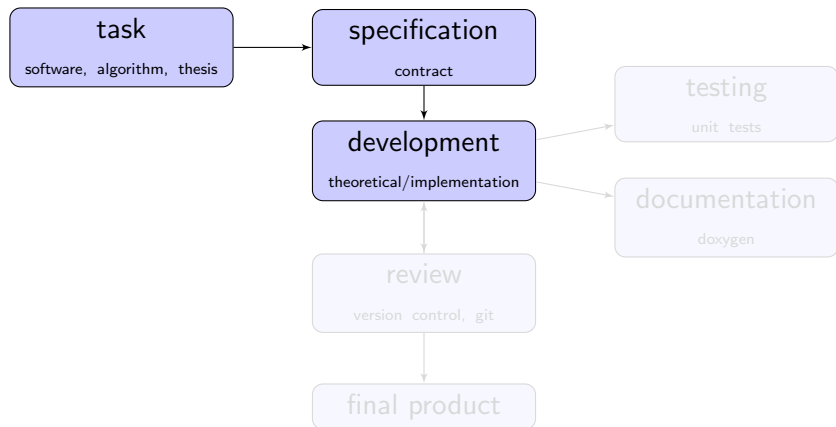 task
software, algorithm, thesis
specification
contract
development
theoretical/implementation
testing
unit tests
documentation
doxygen
review
version control, git
final product